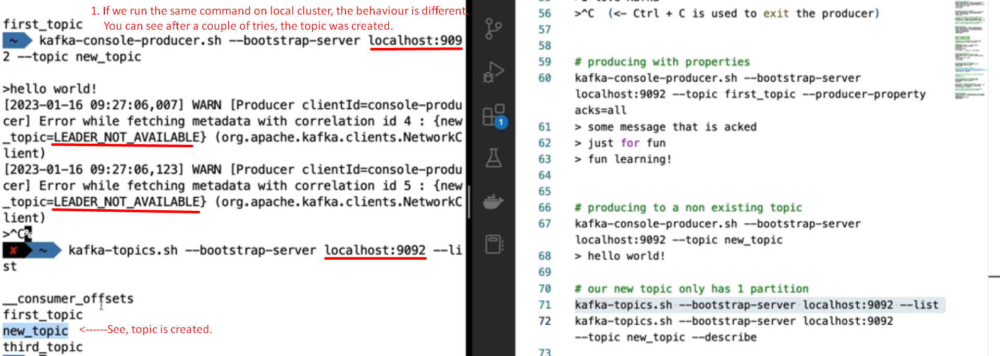 1. If we run the same command on local cluster, the behaviour is different.
You can see after a couple of tries, the topic was created.
first_topic
~ kafka-console-producer.sh --bootstrap-server localhost:909
2 --topic new_topic
>hello world!
[2023-01-16 09:27:06,007] WARN [Producer clientId=console-produ
cer] Error while fetching metadata with correlation id 4 : {new
_topic=LEADER_NOT_AVAILABLE} (org.apache.kafka.clients.NetworkC
lient)
[2023-01-16 09:27:06,123] WARN [Producer clientId=console-produ
cer] Error while fetching metadata with correlation id 5 : {new
_topic=LEADER_NOT_AVAILABLE} (org.apache.kafka.clients.NetworkC
lient)
>^C%
✘ ~ kafka-topics.sh --bootstrap-server localhost:9092 --li
st
__consumer_offsets
first_topic
new_topic <------See, topic is created.
third_topic
1
56 >^C (<- Ctrl + C is used to exit the producer)
57
58
59 # producing with properties
60 kafka-console-producer.sh --bootstrap-server
localhost:9092 --topic first_topic --producer-property
acks=all
61 > some message that is acked
62 > just for fun
63 > fun learning!
64
65
66 # producing to a non existing topic
67 kafka-console-producer.sh --bootstrap-server
localhost:9092 --topic new_topic
68 > hello world!
69
70 # our new topic only has 1 partition
71 kafka-topics.sh --bootstrap-server localhost:9092 --list
72 kafka-topics.sh --bootstrap-server localhost:9092
--topic new_topic --describe
73